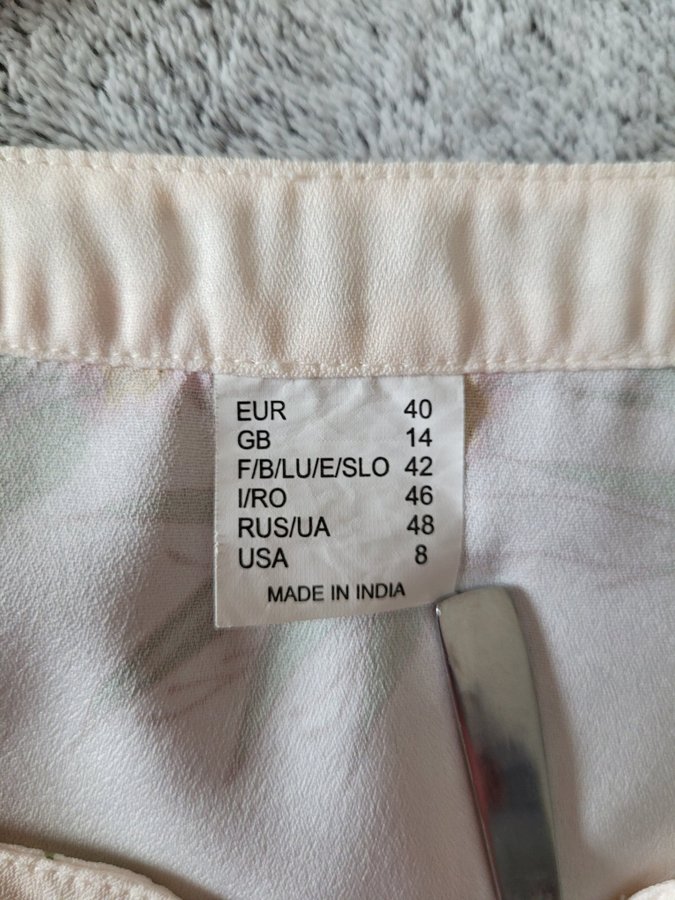 EUR 40
GB 14
F/B/LU/E/SLO 42
I/RO 46
RUS/UA 48
USA 8
MADE IN INDIA